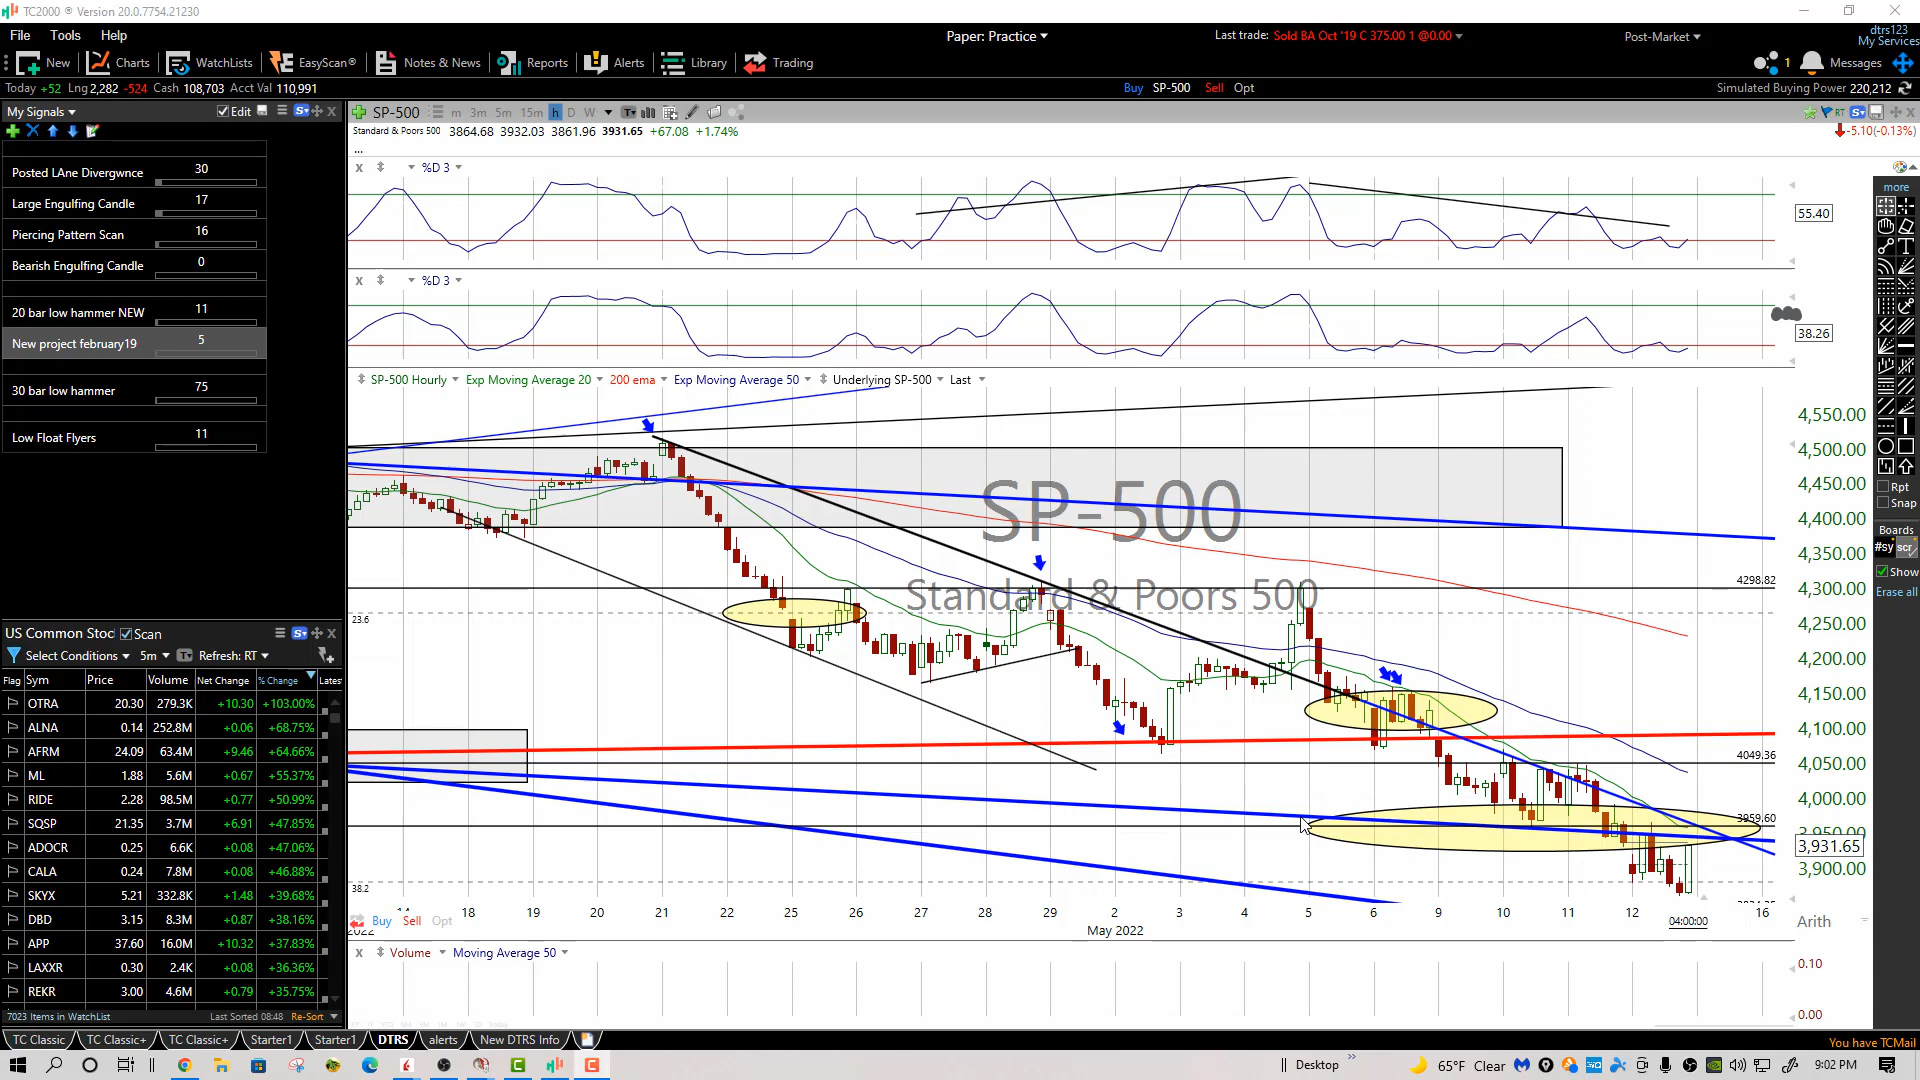 TC2000 ® Version 20.0.7754.21230
File Tools Help
Paper: Practice
Last trade: Sold BA Oct '19 C 375.00 1 @0.00
Post-Market
dtrs123
My Services
New Charts WatchLists EasyScan® Notes & News Reports Alerts Library Trading
1 Messages
Today +52 Lng 2,282 -524 Cash 108,703 Acct Val 110,991
Buy SP-500 Sell Opt
Simulated Buying Power 220,212
My Signals Edit
SP-500 m 3m 5m 15m h D W
RT
Standard & Poors 500 3864.68 3932.03 3861.96 3931.65 +67.08 +1.74%
-5.10(-0.13%)
...
Posted LAne Divergwnce 30
Large Engulfing Candle 17
Piercing Pattern Scan 16
Bearish Engulfing Candle 0
20 bar low hammer NEW 11
New project february19 5
30 bar low hammer 75
Low Float Flyers 11
%D 3
55.40
%D 3
38.26
SP-500 Hourly Exp Moving Average 20 200 ema Exp Moving Average 50 Underlying SP-500 Last
SP-500
Standard & Poors 500
4,550.00
4,500.00
4,450.00
4,400.00
4,350.00
4,300.00
4,250.00
4,200.00
4,150.00
4,100.00
4,050.00
4,000.00
3,950.00
3,931.65
3,900.00
4298.82
4049.36
3959.60
23.6
38.2
14 18 19 20 21 22 25 26 27 28 29 2 3 4 5 6 9 10 11 12 16
2022
May 2022
04:00:00
Arith
Buy Sell Opt
Volume Moving Average 50
0.10
0.00
more
Rpt
Snap
Boards
#sy scr
Show
Erase all
US Common Stoc Scan
Select Conditions 5m Refresh: RT
Flag Sym Price Volume Net Change % Change Latest
OTRA 20.30 279.3K +10.30 +103.00%
ALNA 0.14 252.8M +0.06 +68.75%
AFRM 24.09 63.4M +9.46 +64.66%
ML 1.88 5.6M +0.67 +55.37%
RIDE 2.28 98.5M +0.77 +50.99%
SQSP 21.35 3.7M +6.91 +47.85%
ADOCR 0.25 6.6K +0.08 +47.06%
CALA 0.24 7.8M +0.08 +46.88%
SKYX 5.21 332.8K +1.48 +39.68%
DBD 3.15 8.3M +0.87 +38.16%
APP 37.60 16.0M +10.32 +37.83%
LAXXR 0.30 2.4K +0.08 +36.36%
REKR 3.00 4.6M +0.79 +35.75%
7023 Items in WatchList Last Sorted 08:48 Re-Sort
TC Classic TC Classic+ TC Classic+ Starter1 Starter1 DTRS alerts New DTRS Info
You have TCMail
Desktop
65°F Clear
9:02 PM